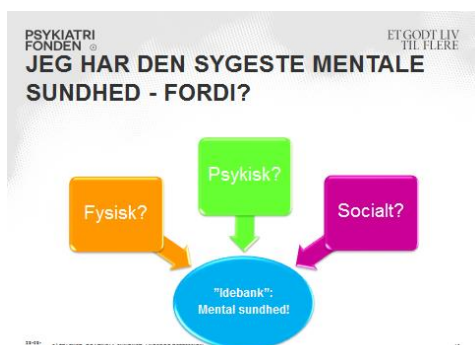 PSYKIATRI
FONDEN
ET GODT LIV
TIL FLERE
JEG HAR DEN SYGESTE MENTALE
SUNDHED - FORDI?
Psykisk?
Fysisk?
Socialt?
"Idebank":
Mental sundhed!